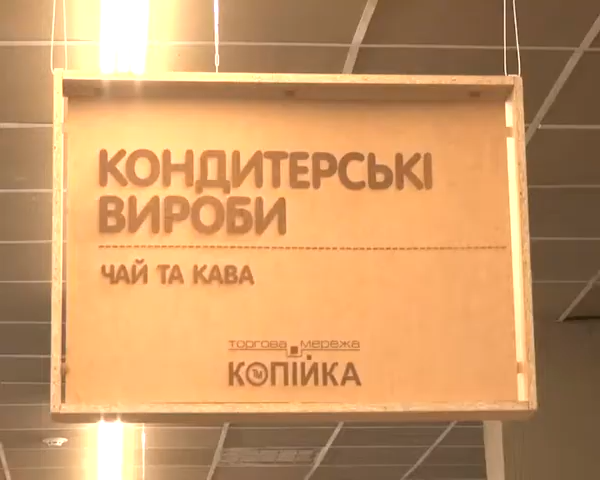 КОНДИТЕРСЬКІ
ВИРОБИ
ЧАЙ ТА КАВА
торгова мережа
КОПІЙКА